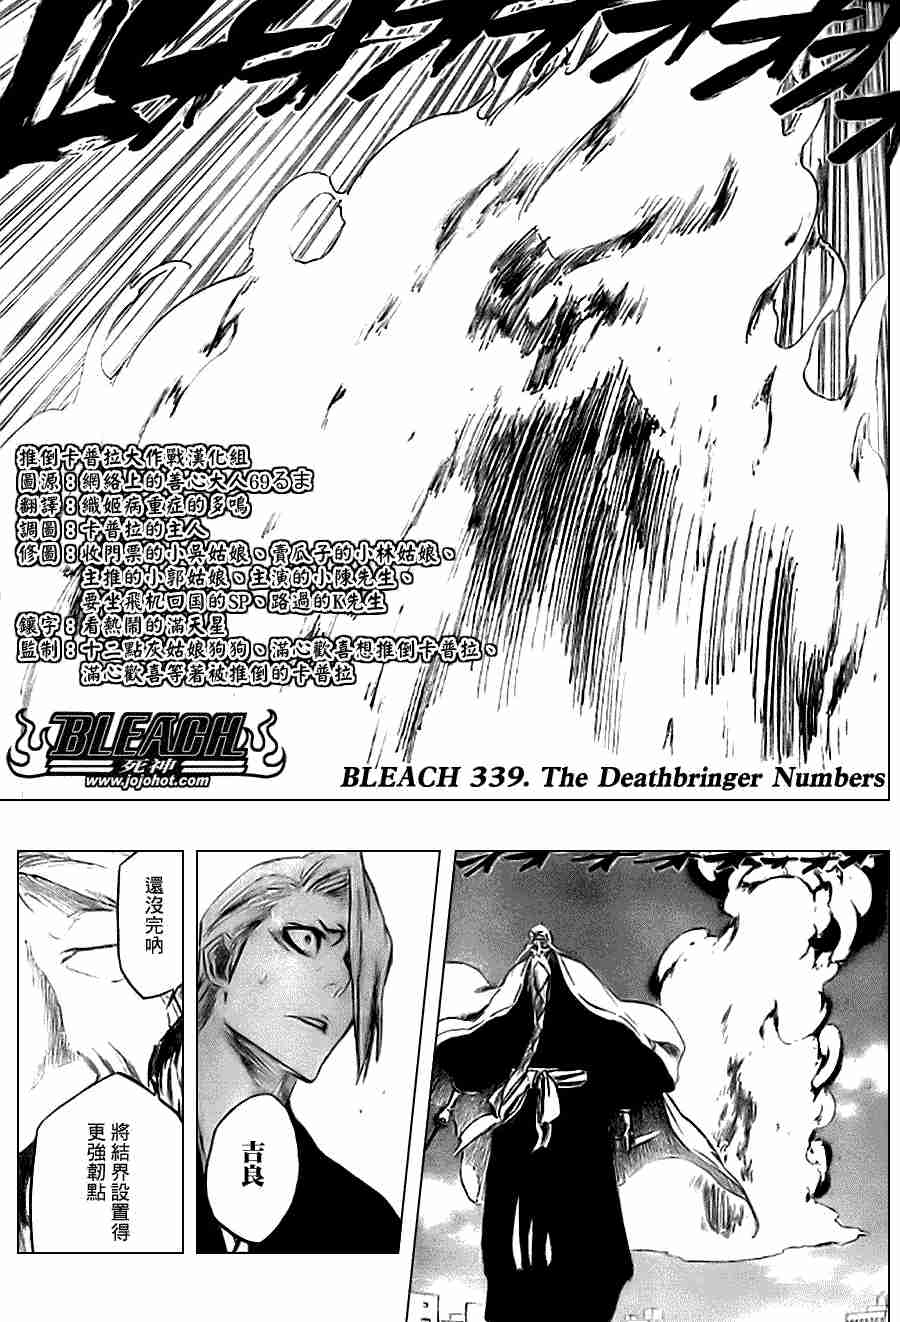 推倒卡普拉大作戰漢化組
圖源：網絡上的善心大人69るま
翻譯：織姬病重症的多鳴
調圖：卡普拉的主人
修圖：收門票的小吳姑娘、賣瓜子的小林姑娘、
主推的小郭姑娘、主演的小陳先生、
要坐飛机回国的SP、路過的K先生
鑲字：看熱鬧的滿天星
監制：十二點灰姑娘狗狗、滿心歡喜想推倒卡普拉、
滿心歡喜等著被推倒的卡普拉
BLEACH
死神
www.jojohot.com
BLEACH 339. The Deathbringer Numbers
吉良
還沒完吶
將結界設置得
更強韌點